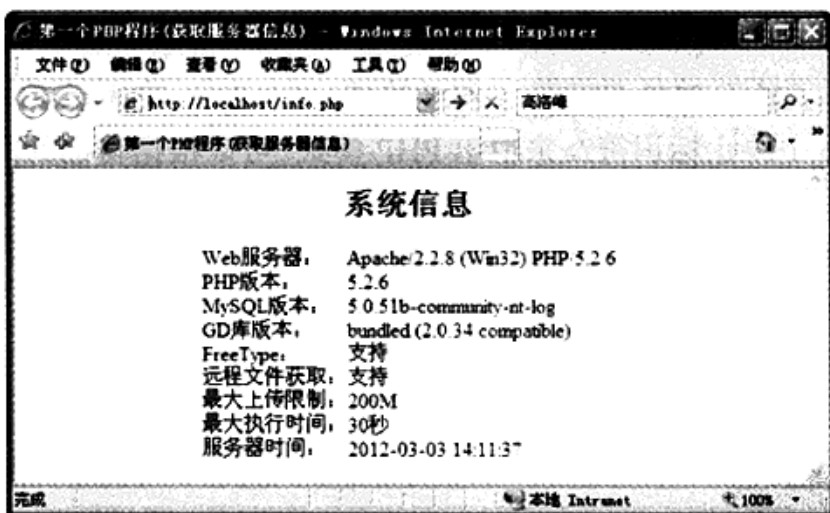 第一个PHP程序(获取服务器信息) - Windows Internet Explorer
文件(F) 编辑(E) 查看(V) 收藏夹(A) 工具(T) 帮助(H)
http://localhost/info.php 高洛峰
第一个PHP程序(获取服务器信息)
系统信息
Web服务器: Apache/2.2.8 (Win32) PHP/5.2.6
PHP版本: 5.2.6
MySQL版本: 5.0.51b-community-nt-log
GD库版本: bundled (2.0.34 compatible)
FreeType: 支持
远程文件获取: 支持
最大上传限制: 200M
最大执行时间: 30秒
服务器时间: 2012-03-03 14:11:37
完成 本地 Intranet 100%